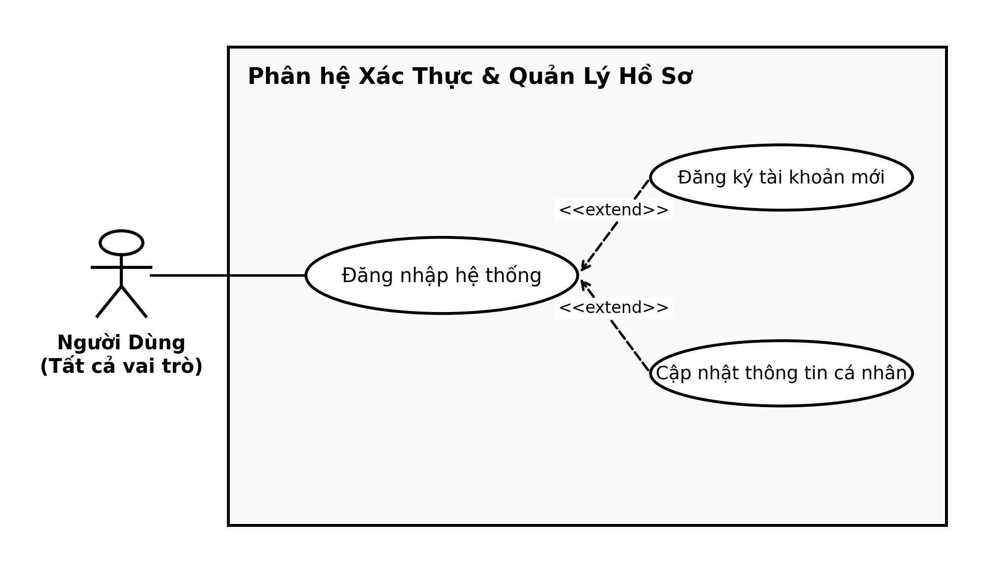 Phân hệ Xác Thực & Quản Lý Hồ Sơ
Đăng ký tài khoản mới
<<extend>>
Đăng nhập hệ thống
<<extend>>
Người Dùng
(Tất cả vai trò)
Cập nhật thông tin cá nhân